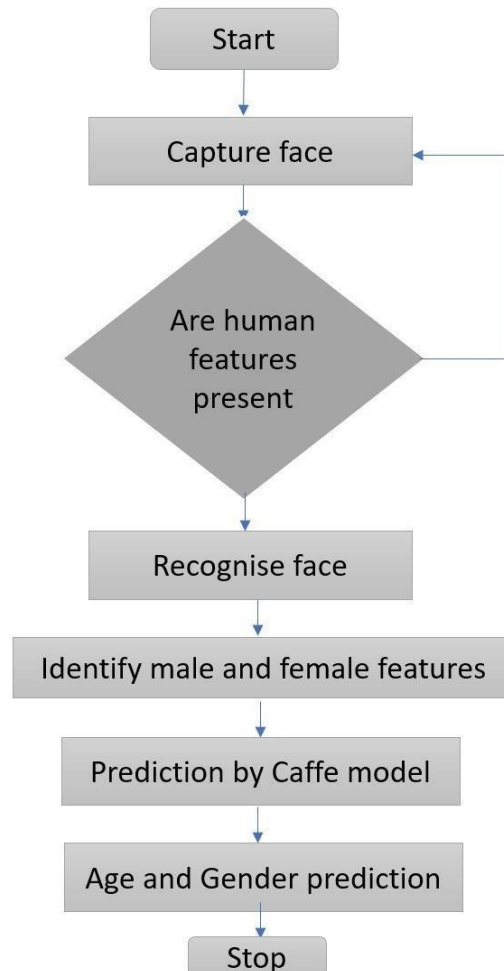 Start
Capture face
Are human
features
present
Recognise face
Identify male and female features
Prediction by Caffe model
Age and Gender prediction
Stop